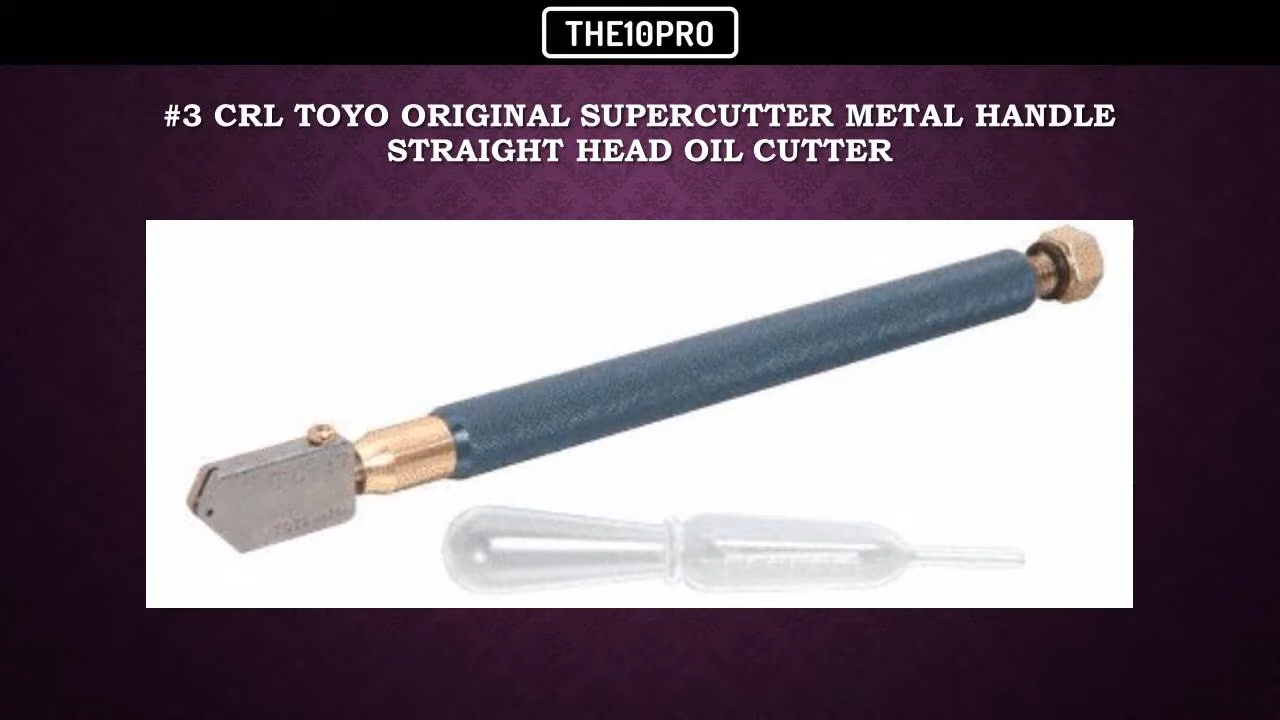 THE10PRO
#3 CRL TOYO ORIGINAL SUPERCUTTER METAL HANDLE
STRAIGHT HEAD OIL CUTTER